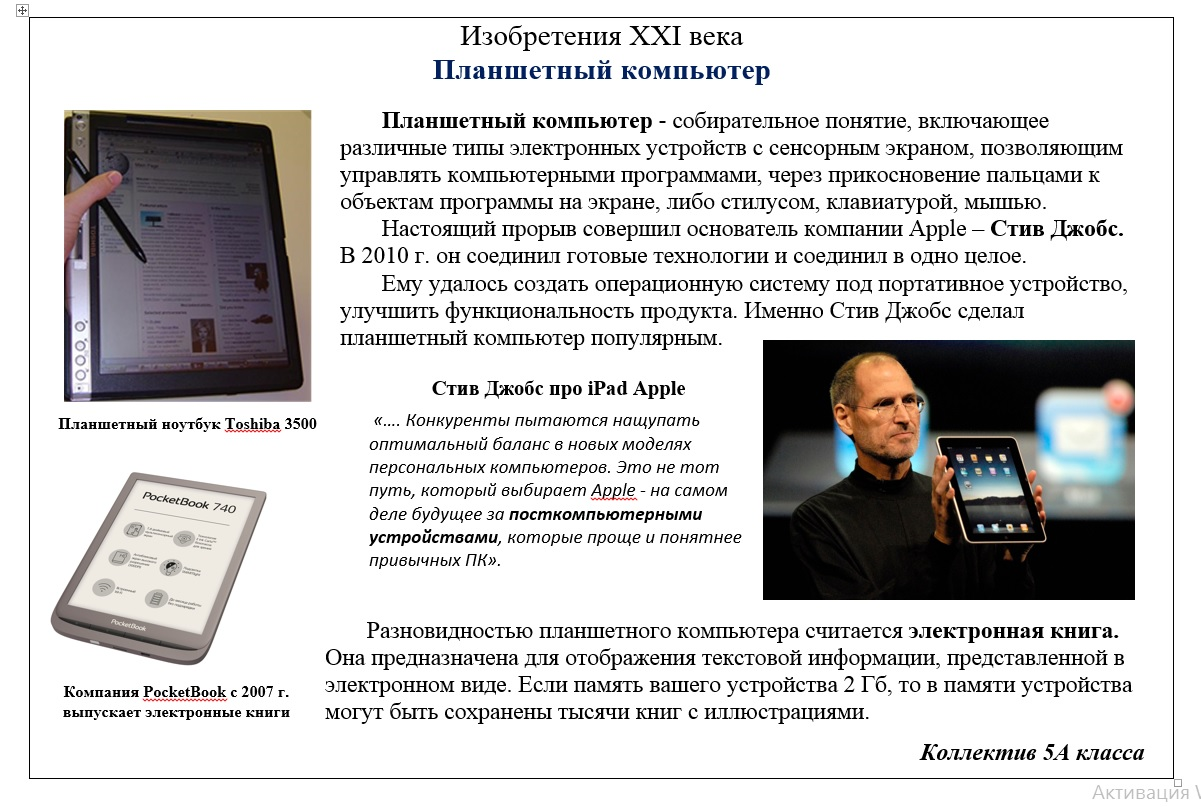 Изобретения XXI века
Планшетный компьютер
Планшетный компьютер - собирательное понятие, включающее
различные типы электронных устройств с сенсорным экраном, позволяющим
управлять компьютерными программами, через прикосновение пальцами к
объектам программы на экране, либо стилусом, клавиатурой, мышью.
Настоящий прорыв совершил основатель компании Apple – Стив Джобс.
В 2010 г. он соединил готовые технологии и соединил в одно целое.
Ему удалось создать операционную систему под портативное устройство,
улучшить функциональность продукта. Именно Стив Джобс сделал
планшетный компьютер популярным.
TOSHIBA
Планшетный ноутбук Toshiba 3500
Стив Джобс про iPad Apple
«…. Конкуренты пытаются нащупать
оптимальный баланс в новых моделях
персональных компьютеров. Это не тот
путь, который выбирает Apple - на самом
деле будущее за посткомпьютерными
устройствами, которые проще и понятнее
привычных ПК».
PocketBook 740
PocketBook
Компания PocketBook с 2007 г.
выпускает электронные книги
Разновидностью планшетного компьютера считается электронная книга.
Она предназначена для отображения текстовой информации, представленной в
электронном виде. Если память вашего устройства 2 Гб, то в памяти устройства
могут быть сохранены тысячи книг с иллюстрациями.
Коллектив 5А класса
Активация